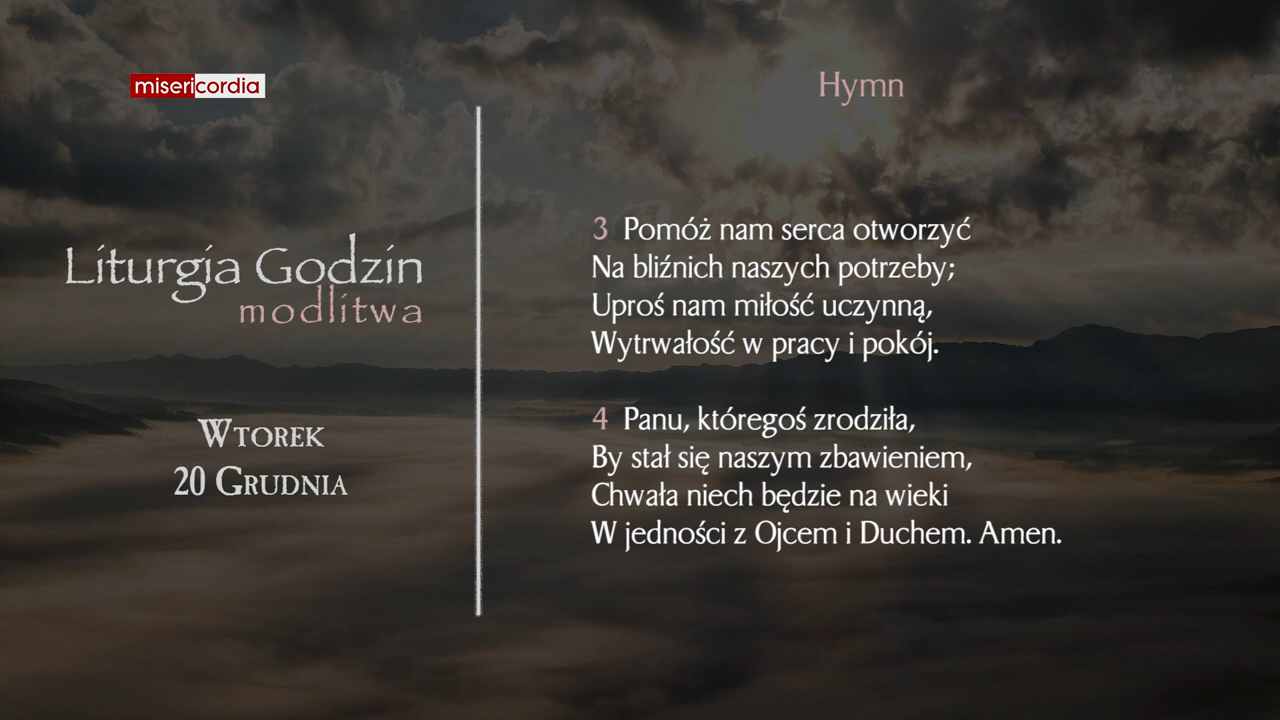 misericordia
Liturgia Godzin
modlitwa
Wtorek
20 Grudnia
Hymn
3 Pomóż nam serca otworzyć
Na bliźnich naszych potrzeby;
Uproś nam miłość uczynną,
Wytrwałość w pracy i pokój.
4 Panu, któregoś zrodziła,
By stał się naszym zbawieniem,
Chwała niech będzie na wieki
W jedności z Ojcem i Duchem. Amen.